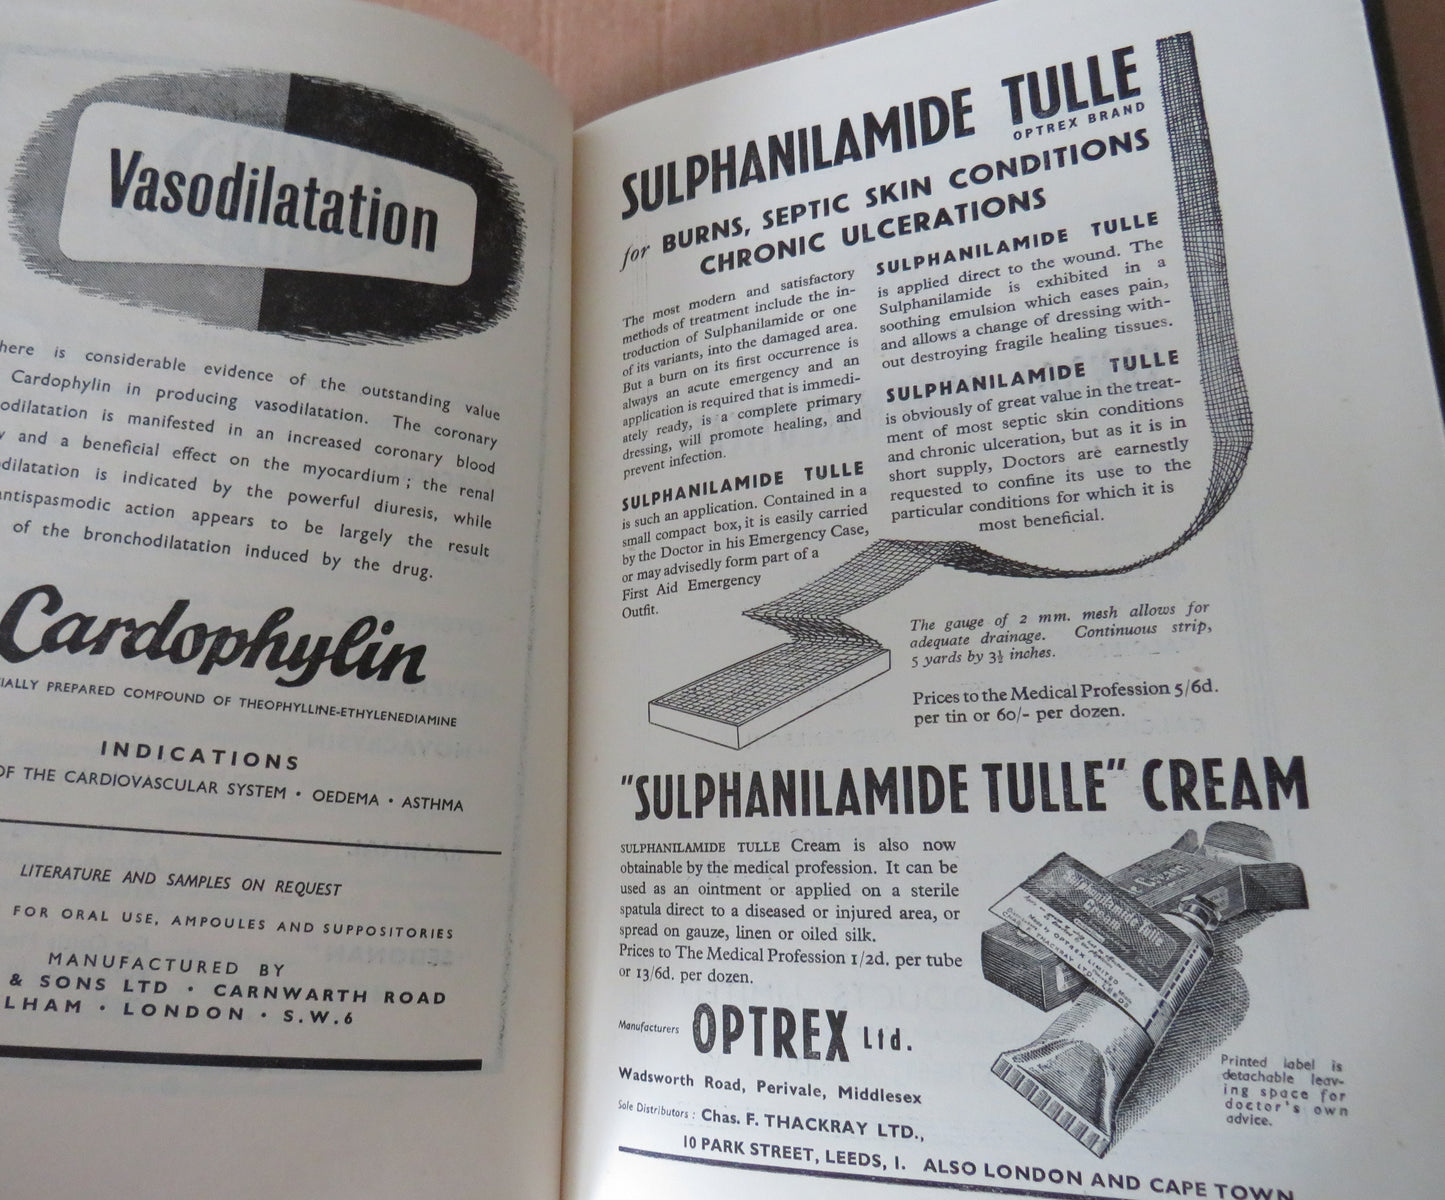 Vasodilatation
here is considerable evidence of the outstanding value
Cardophylin in producing vasodilatation. The coronary
odilatation is manifested in an increased coronary blood
and a beneficial effect on the myocardium ; the renal
dilatation is indicated by the powerful diuresis, while
ntispasmodic action appears to be largely the result
of the bronchodilatation induced by the drug.
Cardophylin
IALLY PREPARED COMPOUND OF THEOPHYLLINE-ETHYLENEDIAMINE
INDICATIONS
OF THE CARDIOVASCULAR SYSTEM · OEDEMA · ASTHMA
LITERATURE AND SAMPLES ON REQUEST
FOR ORAL USE, AMPOULES AND SUPPOSITORIES
MANUFACTURED BY
& SONS LTD · CARNWARTH ROAD
LHAM · LONDON · S.W.6
SULPHANILAMIDE TULLE
OPTREX BRAND
for BURNS, SEPTIC SKIN CONDITIONS
CHRONIC ULCERATIONS
The most modern and satisfactory
methods of treatment include the in-
troduction of Sulphanilamide or one
of its variants, into the damaged area.
But a burn on its first occurrence is
always an acute emergency and an
application is required that is immedi-
ately ready, is a complete primary
dressing, will promote healing, and
prevent infection.
SULPHANILAMIDE TULLE
is such an application. Contained in a
small compact box, it is easily carried
by the Doctor in his Emergency Case,
or may advisedly form part of a
First Aid Emergency
Outfit.
SULPHANILAMIDE TULLE
is applied direct to the wound. The
Sulphanilamide is exhibited in a
soothing emulsion which eases pain,
and allows a change of dressing with-
out destroying fragile healing tissues.
SULPHANILAMIDE TULLE
is obviously of great value in the treat-
ment of most septic skin conditions
and chronic ulceration, but as it is in
short supply, Doctors are earnestly
requested to confine its use to the
particular conditions for which it is
most beneficial.
The gauge of 2 mm. mesh allows for
adequate drainage. Continuous strip,
5 yards by 3½ inches.
Prices to the Medical Profession 5/6d.
per tin or 60/- per dozen.
"SULPHANILAMIDE TULLE" CREAM
SULPHANILAMIDE TULLE Cream is also now
obtainable by the medical profession. It can be
used as an ointment or applied on a sterile
spatula direct to a diseased or injured area, or
spread on gauze, linen or oiled silk.
Prices to The Medical Profession 1/2d. per tube
or 13/6d. per dozen.
Manufacturers OPTREX Ltd.
Wadsworth Road, Perivale, Middlesex
Sole Distributors : Chas. F. THACKRAY LTD.,
10 PARK STREET, LEEDS, 1. ALSO LONDON AND CAPE TOWN
Printed label is
detachable leav-
ing space for
doctor's own
advice.